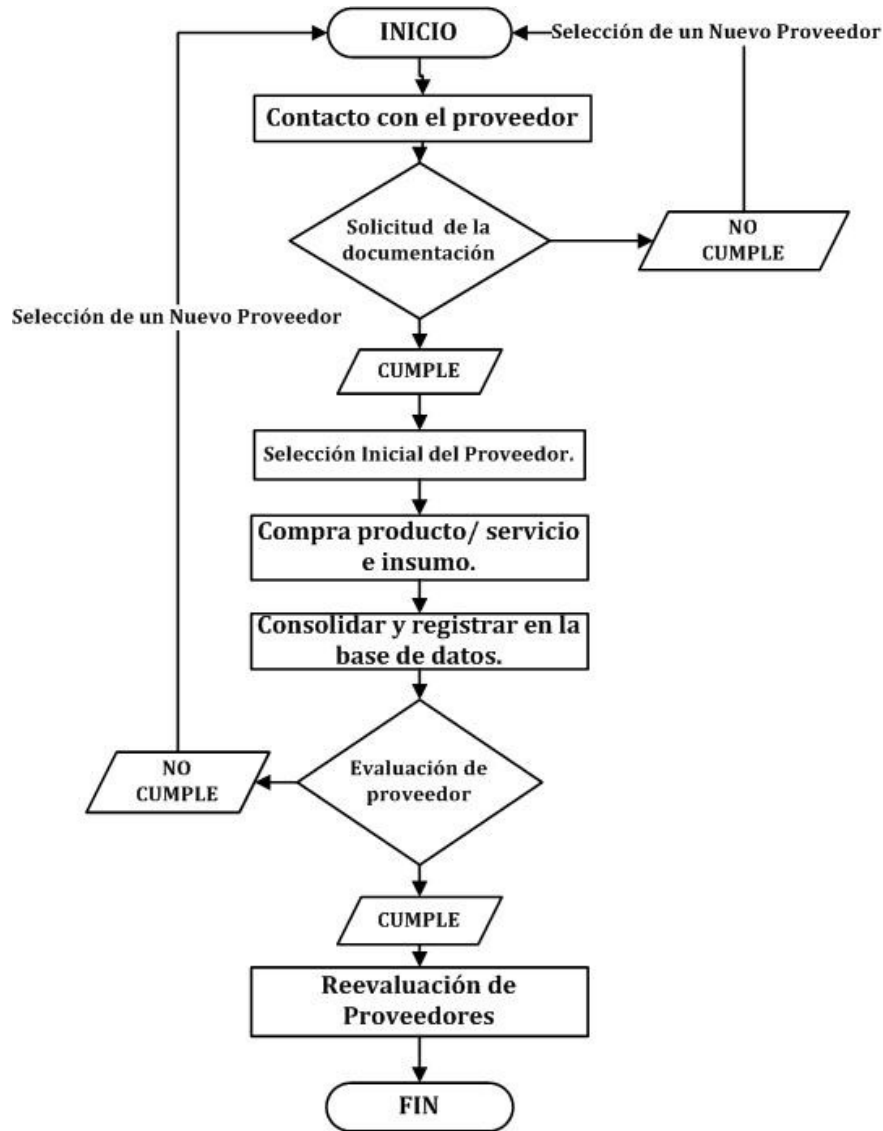 INICIO
Selección de un Nuevo Proveedor
Contacto con el proveedor
Solicitud de la
documentación
NO
CUMPLE
Selección de un Nuevo Proveedor
CUMPLE
Selección Inicial del Proveedor.
Compra producto/ servicio
e insumo.
Consolidar y registrar en la
base de datos.
Evaluación de
proveedor
NO
CUMPLE
CUMPLE
Reevaluación de
Proveedores
FIN